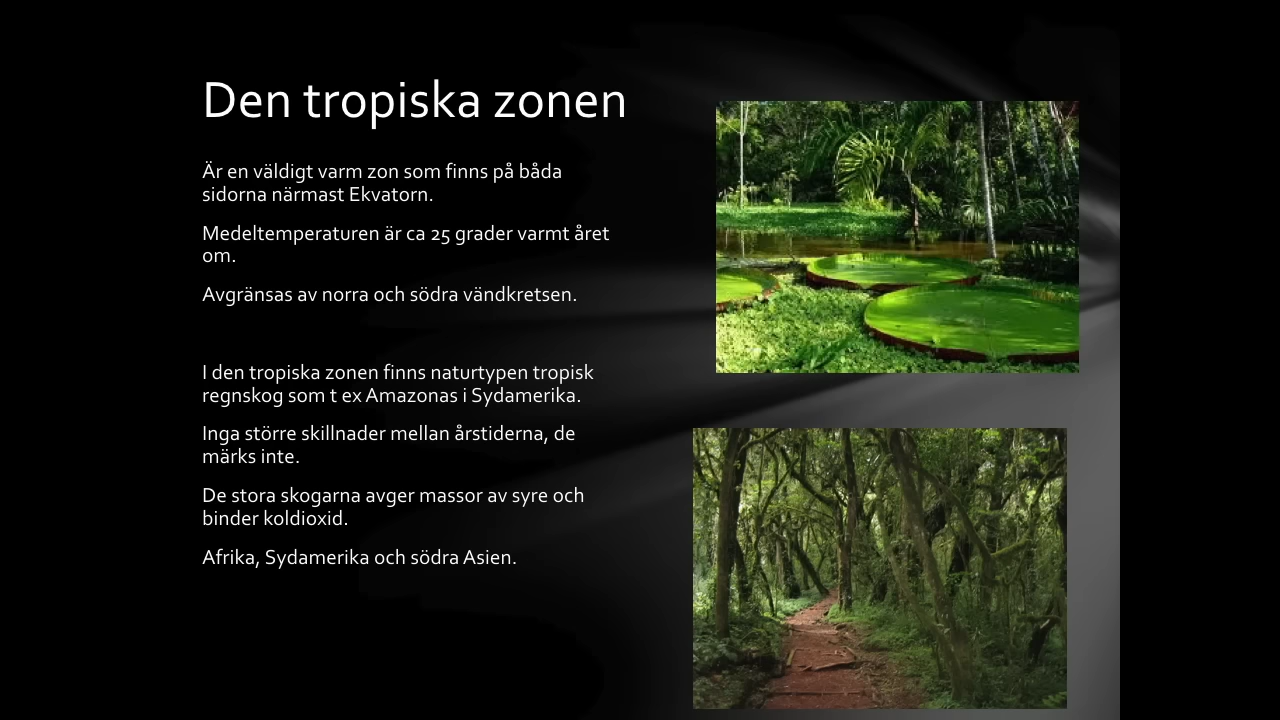 Den tropiska zonen
Är en väldigt varm zon som finns på båda
sidorna närmast Ekvatorn.
Medeltemperaturen är ca 25 grader varmt året
om.
Avgränsas av norra och södra vändkretsen.
I den tropiska zonen finns naturtypen tropisk
regnskog som t ex Amazonas i Sydamerika.
Inga större skillnader mellan årstiderna, de
märks inte.
De stora skogarna avger massor av syre och
binder koldioxid.
Afrika, Sydamerika och södra Asien.